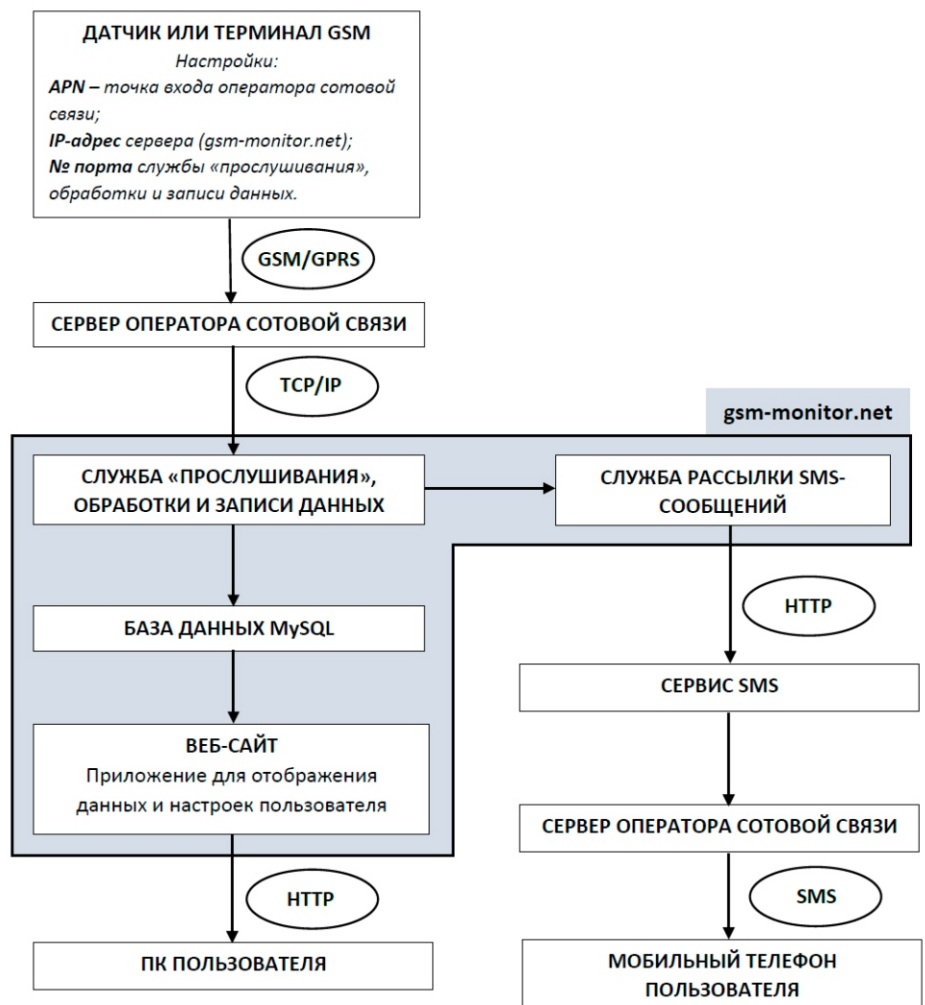 ДАТЧИК ИЛИ ТЕРМИНАЛ GSM
Настройки:
APN – точка входа оператора сотовой
связи;
IP-адрес сервера (gsm-monitor.net);
№ порта службы «прослушивания»,
обработки и записи данных.
GSM/GPRS
СЕРВЕР ОПЕРАТОРА СОТОВОЙ СВЯЗИ
TCP/IP
gsm-monitor.net
СЛУЖБА «ПРОСЛУШИВАНИЯ»,
ОБРАБОТКИ И ЗАПИСИ ДАННЫХ
СЛУЖБА РАССЫЛКИ SMS-
СООБЩЕНИЙ
БАЗА ДАННЫХ MySQL
ВЕБ-САЙТ
Приложение для отображения
данных и настроек пользователя
HTTP
ПК ПОЛЬЗОВАТЕЛЯ
HTTP
СЕРВИС SMS
СЕРВЕР ОПЕРАТОРА СОТОВОЙ СВЯЗИ
SMS
МОБИЛЬНЫЙ ТЕЛЕФОН
ПОЛЬЗОВАТЕЛЯ